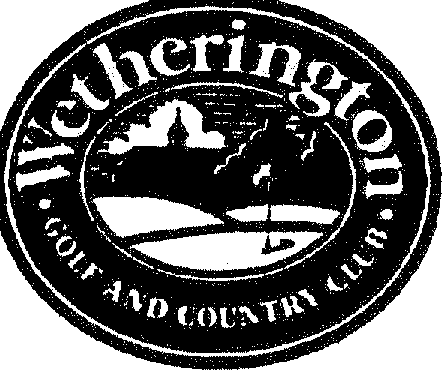 Wetherington
GOLF AND COUNTRY CLUB